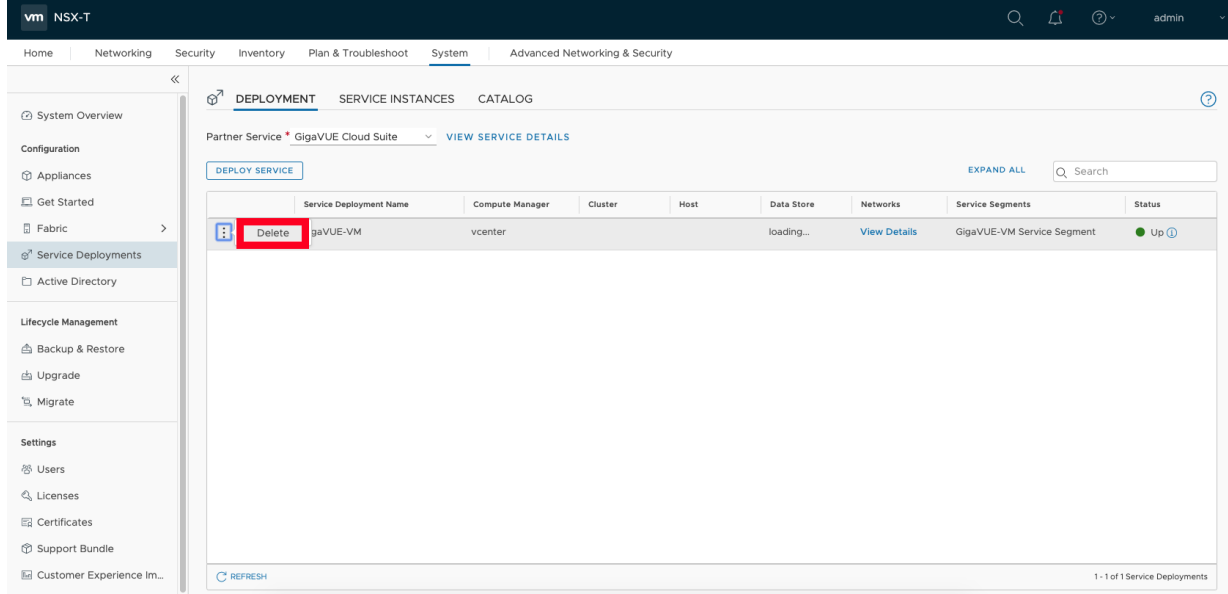 vm NSX-T admin
Home Networking Security Inventory Plan & Troubleshoot System Advanced Networking & Security
System Overview
Configuration
Appliances
Get Started
Fabric
Service Deployments
Active Directory
Lifecycle Management
Backup & Restore
Upgrade
Migrate
Settings
Users
Licenses
Certificates
Support Bundle
Customer Experience Im...
DEPLOYMENT SERVICE INSTANCES CATALOG
Partner Service * GigaVUE Cloud Suite VIEW SERVICE DETAILS
DEPLOY SERVICE EXPAND ALL Search
Service Deployment Name Compute Manager Cluster Host Data Store Networks Service Segments Status
Delete gaVUE-VM vcenter loading... View Details GigaVUE-VM Service Segment Up
REFRESH 1 - 1 of 1 Service Deployments